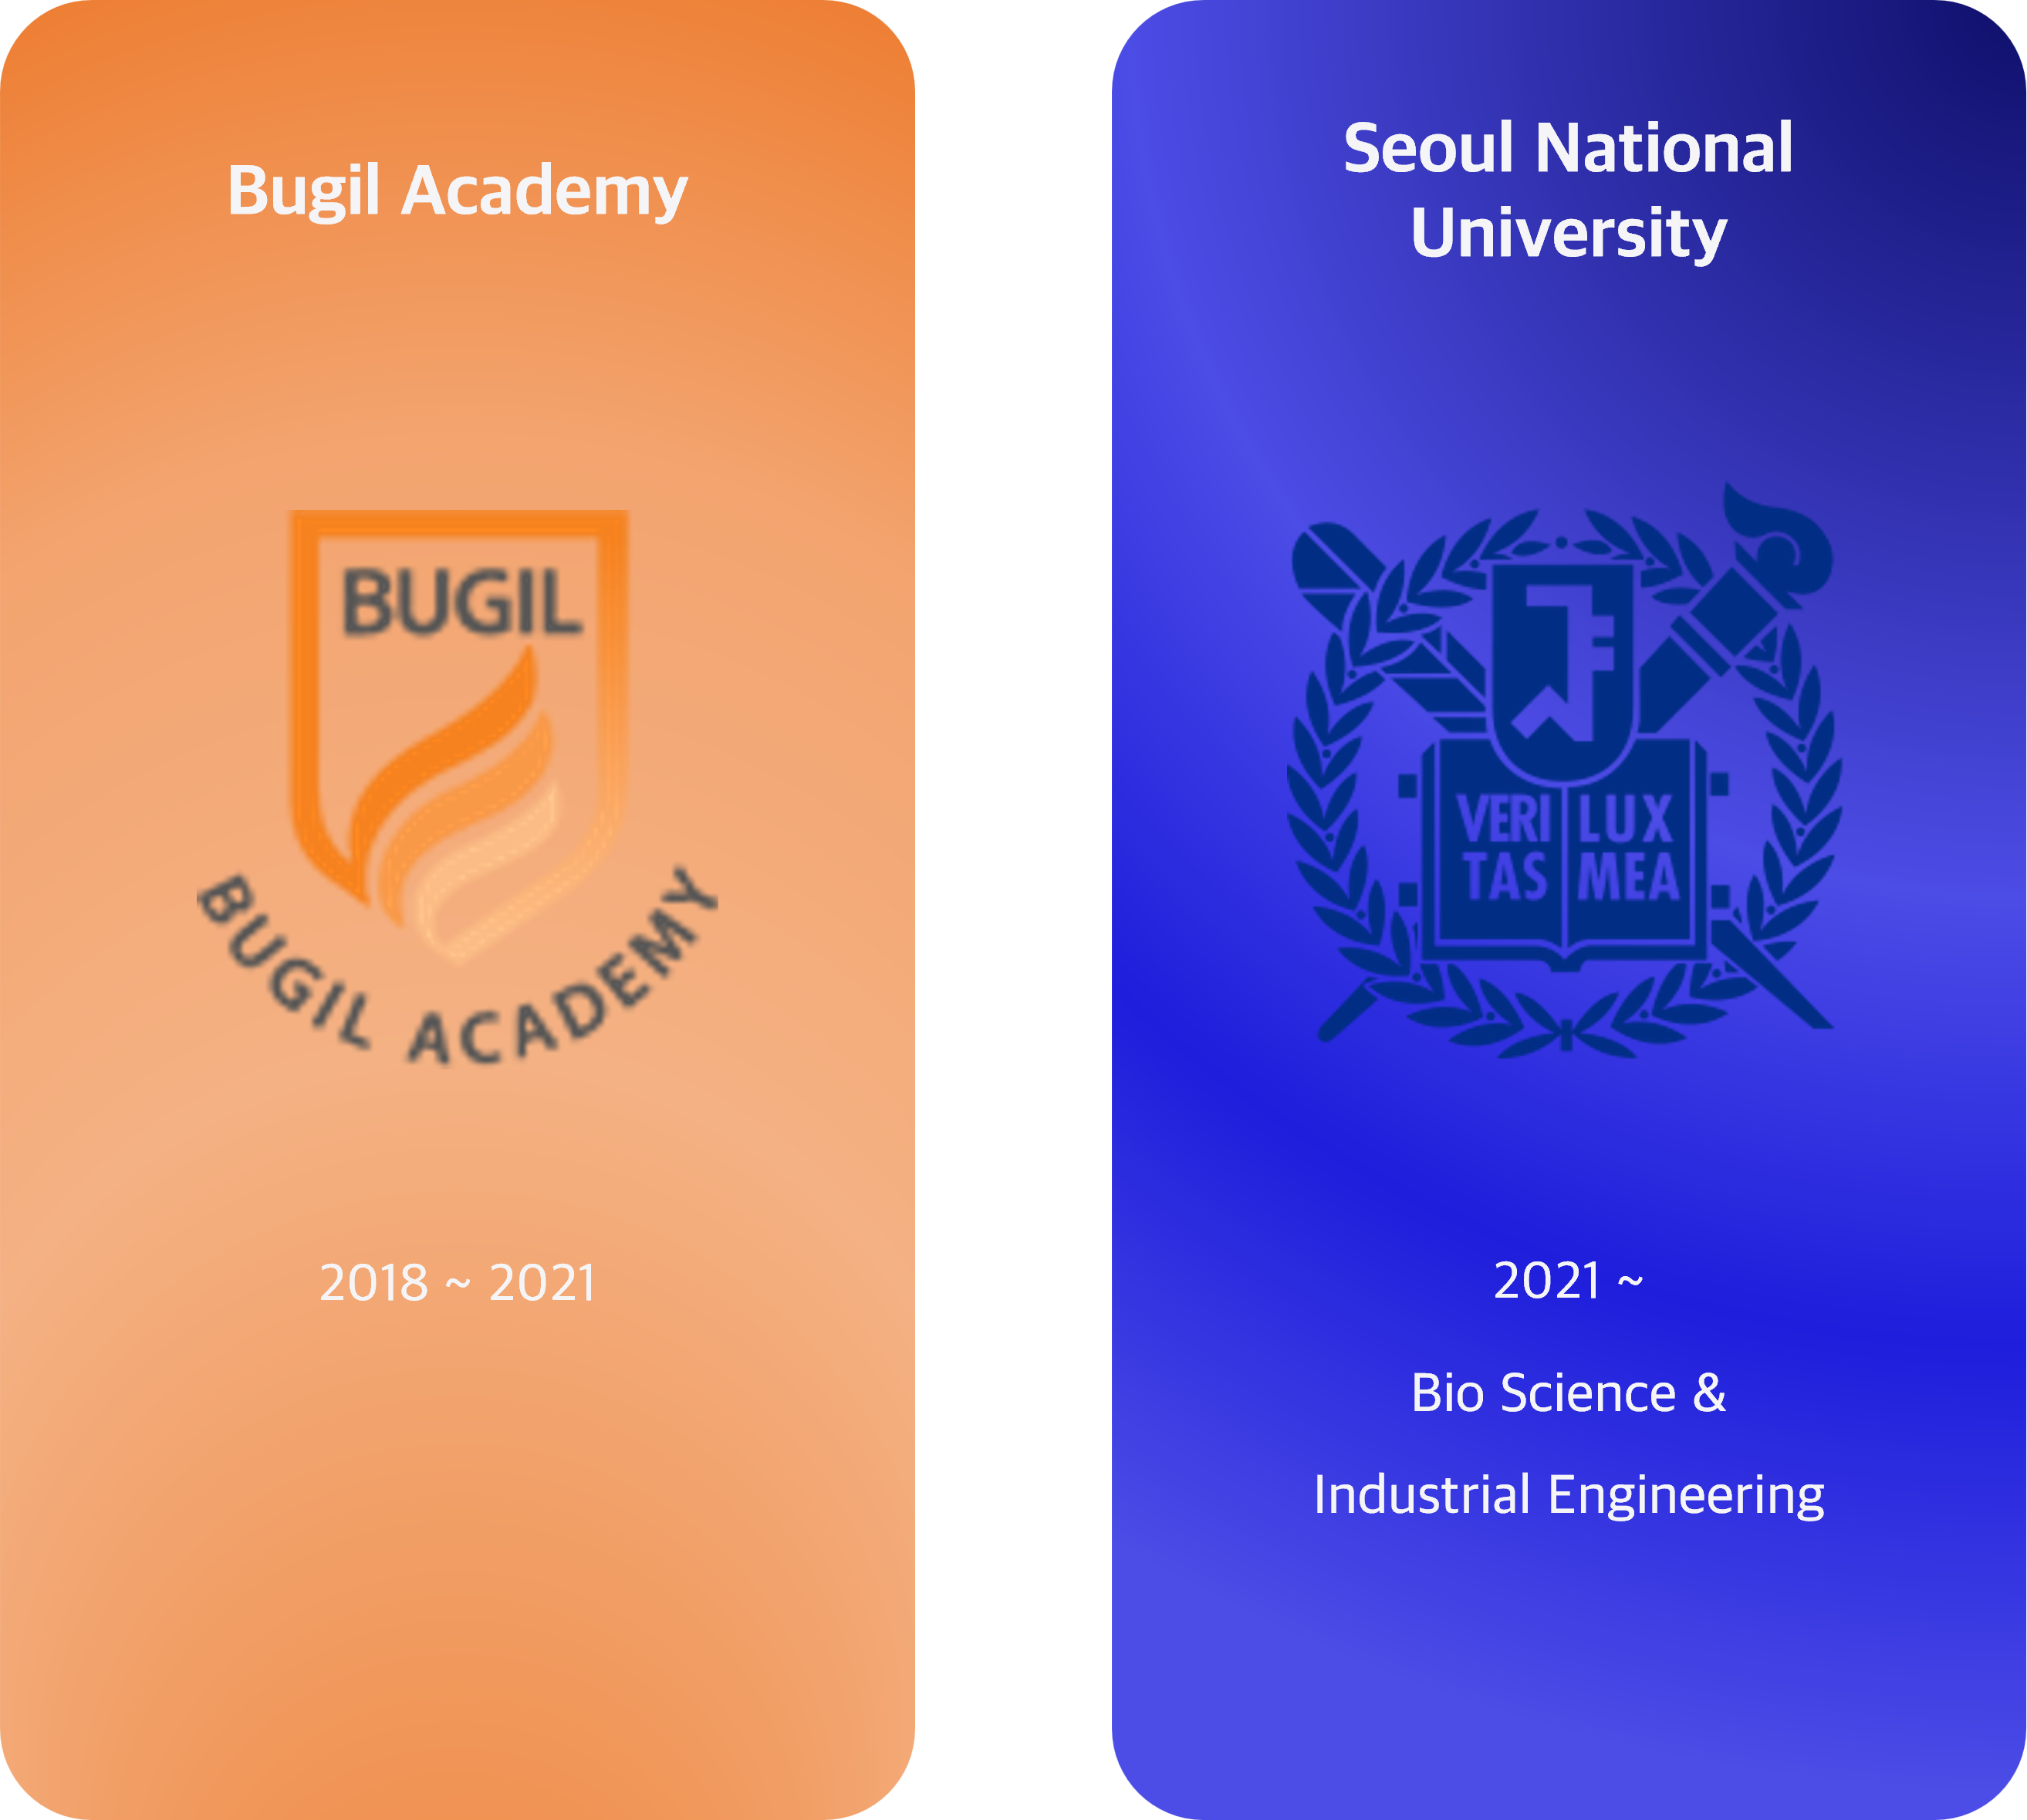 Bugil Academy
BUGIL
BUGIL ACADEMY
2018 ~ 2021
Seoul National
University
VERI LUX
TAS MEA
2021 ~
Bio Science &
Industrial Engineering